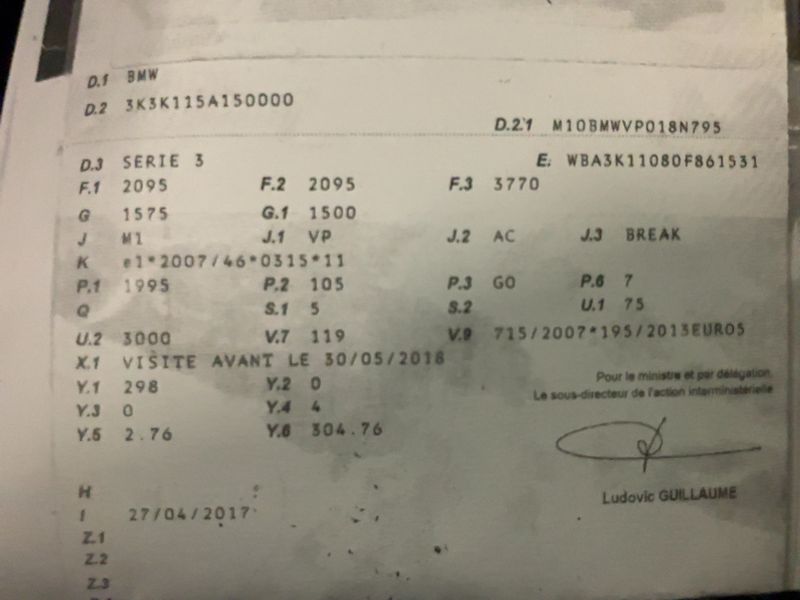 D.1 BMW
D.2 3K3K115A150000
D.2.1 M10BMWVP018N795
D.3 SERIE 3 E. WBA3K11080F861531
F.1 2095 F.2 2095 F.3 3770
G 1575 G.1 1500
J M1 J.1 VP J.2 AC J.3 BREAK
K e1*2007/46*0315*11
P.1 1995 P.2 105 P.3 GO P.6 7
Q S.1 5 S.2 U.1 75
U.2 3000 V.7 119 V.9 715/2007*195/2013EURO5
X.1 VISITE AVANT LE 30/05/2018
Y.1 298 Y.2 0
Y.3 0 Y.4 4
Y.5 2.76 Y.6 304.76
Pour le ministre et par délégation
Le sous-directeur de l'action interministérielle
Ludovic GUILLAUME
H
I 27/04/2017
Z.1
Z.2
Z.3